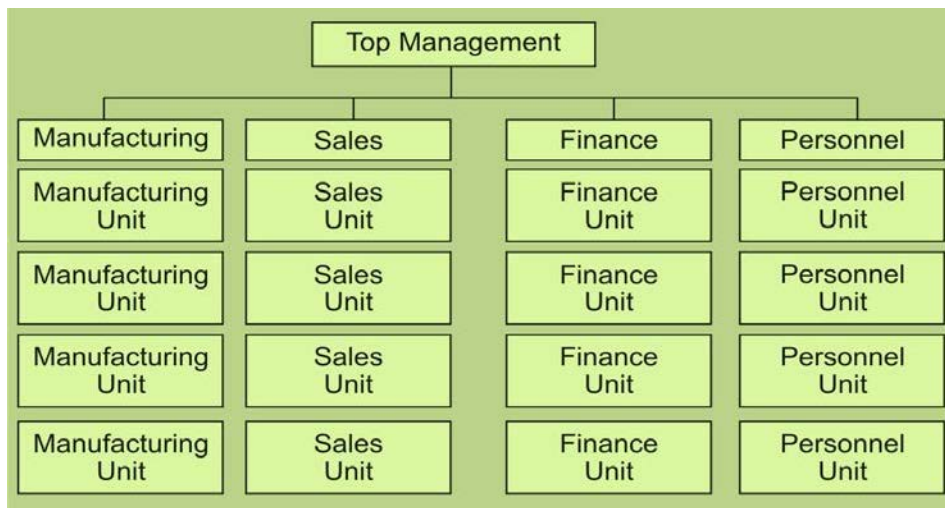 Top Management
Manufacturing
Sales
Finance
Personnel
Manufacturing
Unit
Sales
Unit
Finance
Unit
Personnel
Unit
Manufacturing
Unit
Sales
Unit
Finance
Unit
Personnel
Unit
Manufacturing
Unit
Sales
Unit
Finance
Unit
Personnel
Unit
Manufacturing
Unit
Sales
Unit
Finance
Unit
Personnel
Unit